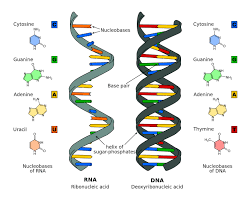 Cytosine
C
Nucleobases
C
Cytosine
Guanine
G
G
Guanine
Base pair
Adenine
A
A
Adenine
Uracil
U
helix of
sugar-phosphates
T
Thymine
Nucleobases
of RNA
RNA
Ribonucleic acid
DNA
Deoxyribonucleic acid
Nucleobases
of DNA